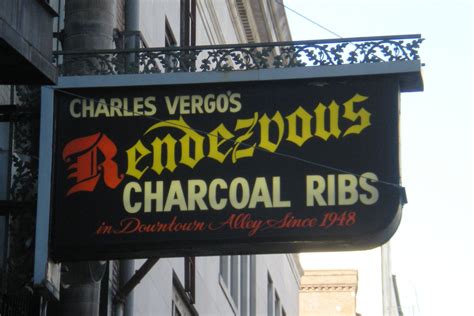 CHARLES VERGO'S
Rendezvous
CHARCOAL RIBS
in Downtown Alley Since 1948